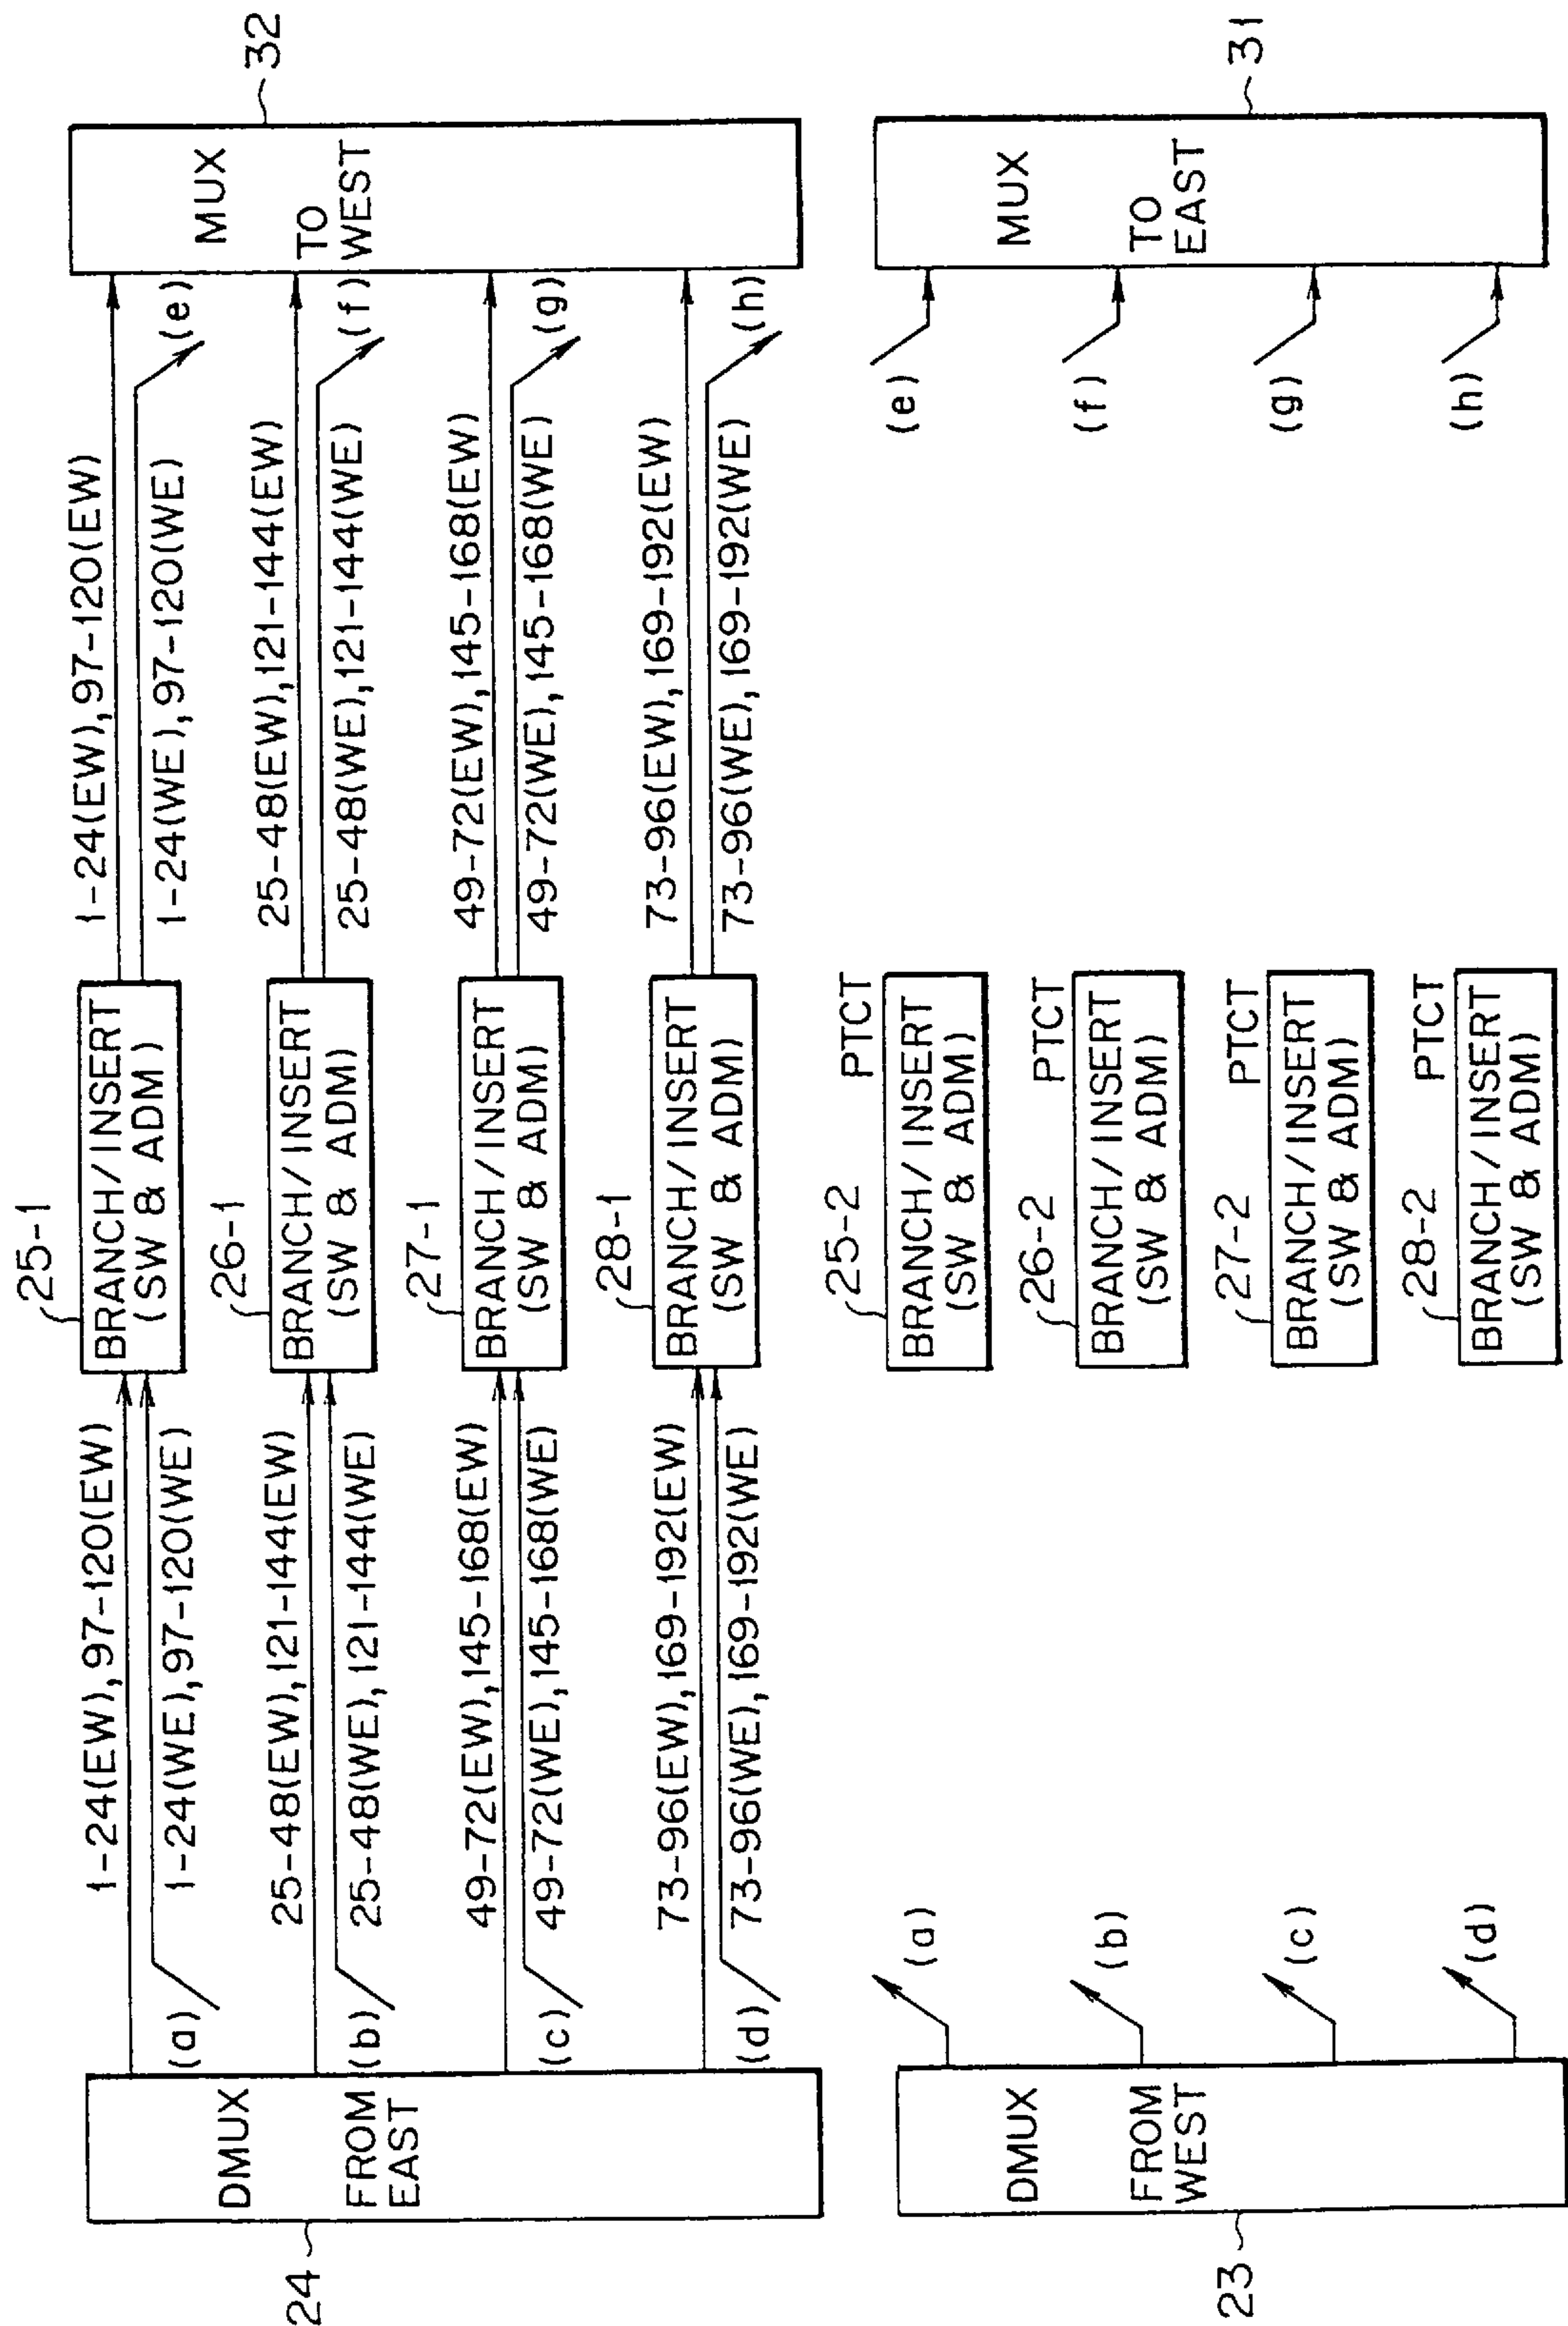 24
DMUX
FROM
EAST
1-24(EW),97-120(EW)
(a)
1-24(WE),97-120(WE)
25-48(EW),121-144(EW)
(b)
25-48(WE),121-144(WE)
49-72(EW),145-168(EW)
(c)
49-72(WE),145-168(WE)
73-96(EW),169-192(EW)
(d)
73-96(WE),169-192(WE)
25-1
BRANCH/INSERT
(SW & ADM)
26-1
BRANCH/INSERT
(SW & ADM)
27-1
BRANCH/INSERT
(SW & ADM)
28-1
BRANCH/INSERT
(SW & ADM)
1-24(EW),97-120(EW)
1-24(WE),97-120(WE)
(e)
25-48(EW),121-144(EW)
25-48(WE),121-144(WE)
(f)
49-72(EW),145-168(EW)
49-72(WE),145-168(WE)
(g)
73-96(EW),169-192(EW)
73-96(WE),169-192(WE)
(h)
MUX
TO
WEST
32
23
DMUX
FROM
WEST
(a)
(b)
(c)
(d)
25-2
PTCT
BRANCH/INSERT
(SW & ADM)
26-2
PTCT
BRANCH/INSERT
(SW & ADM)
27-2
PTCT
BRANCH/INSERT
(SW & ADM)
28-2
PTCT
BRANCH/INSERT
(SW & ADM)
(e)
(f)
(g)
(h)
MUX
TO
EAST
31